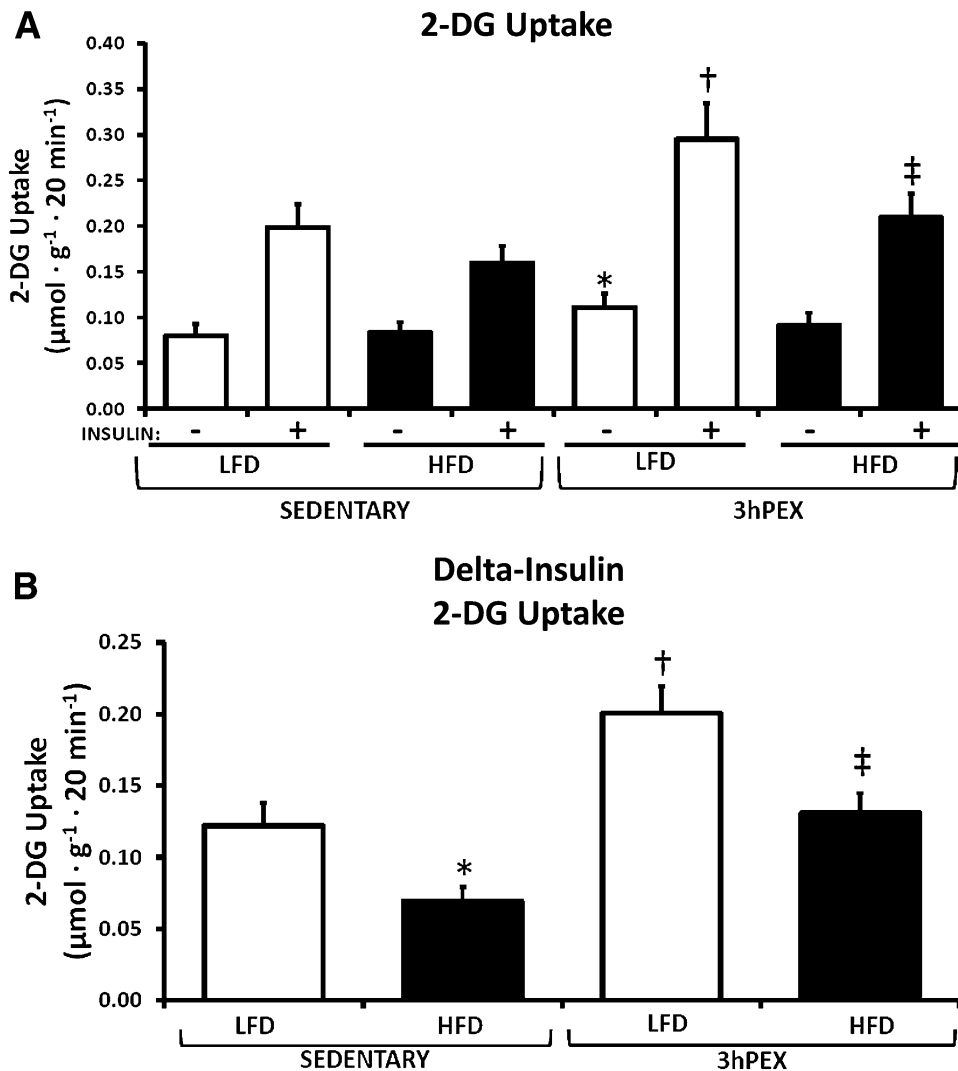 A
2-DG Uptake
2-DG Uptake
(µmol · g⁻¹ · 20 min⁻¹)
0.40
0.35
0.30
0.25
0.20
0.15
0.10
0.05
0.00
*
†
‡
INSULIN: - + - + - + - +
LFD HFD LFD HFD
SEDENTARY 3hPEX
B
Delta-Insulin
2-DG Uptake
2-DG Uptake
(µmol · g⁻¹ · 20 min⁻¹)
0.25
0.20
0.15
0.10
0.05
0.00
*
†
‡
LFD HFD LFD HFD
SEDENTARY 3hPEX